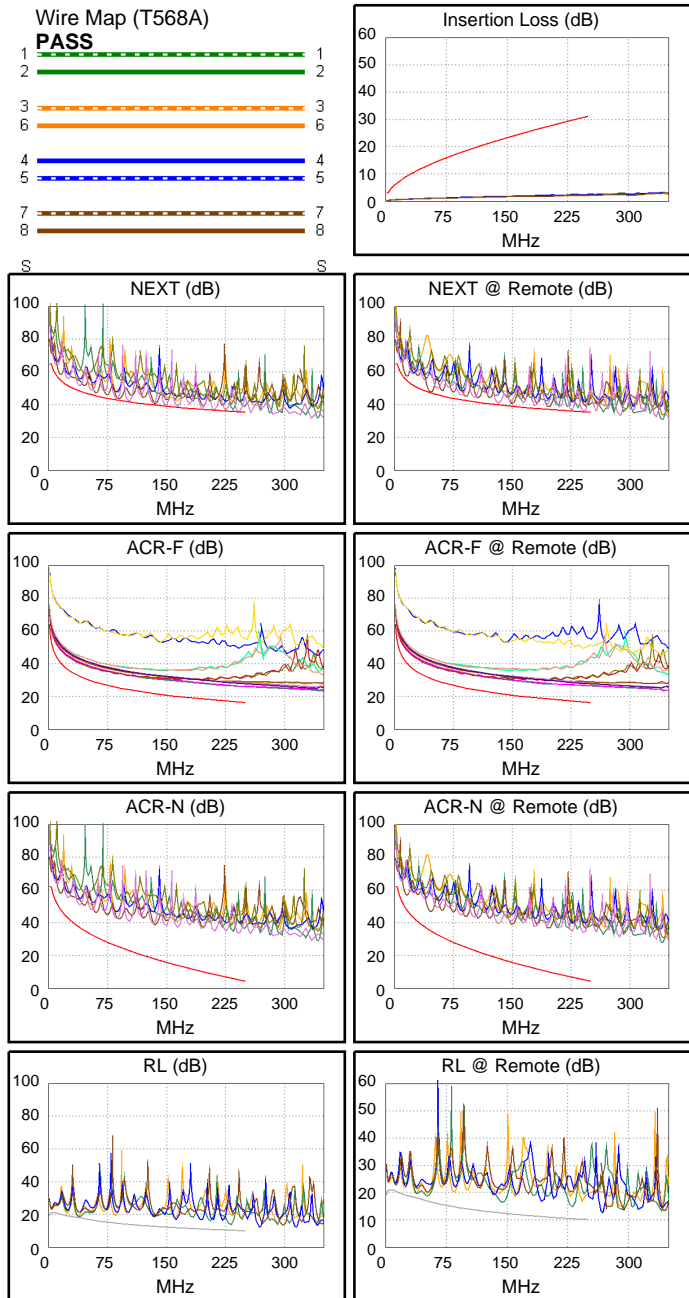 Wire Map (T568A)
PASS
1 1
2 2
3 3
6 6
4 4
5 5
7 7
8 8
S S
Insertion Loss (dB)
60
50
40
30
20
10
0
0 75 150 225 300
MHz
NEXT (dB)
100
80
60
40
20
0
0 75 150 225 300
MHz
NEXT @ Remote (dB)
100
80
60
40
20
0
0 75 150 225 300
MHz
ACR-F (dB)
100
80
60
40
20
0
0 75 150 225 300
MHz
ACR-F @ Remote (dB)
100
80
60
40
20
0
0 75 150 225 300
MHz
ACR-N (dB)
100
80
60
40
20
0
0 75 150 225 300
MHz
ACR-N @ Remote (dB)
100
80
60
40
20
0
0 75 150 225 300
MHz
RL (dB)
100
80
60
40
20
0
0 75 150 225 300
MHz
RL @ Remote (dB)
60
50
40
30
20
10
0
0 75 150 225 300
MHz